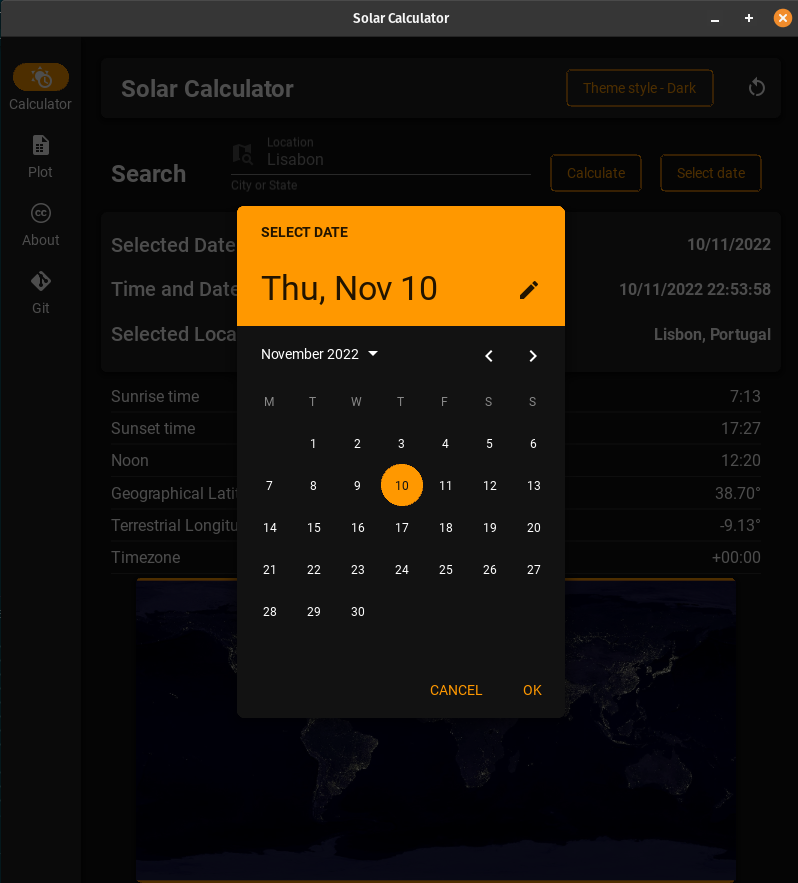 Solar Calculator
Calculator
Plot
About
Git
Solar Calculator
Theme style - Dark
Search
Location
Lisabon
City or State
Calculate
Select date
Selected Date
10/11/2022
Time and Date
10/11/2022 22:53:58
Selected Loca
Lisbon, Portugal
Sunrise time
7:13
Sunset time
17:27
Noon
12:20
Geographical Lati
38.70°
Terrestrial Longitu
-9.13°
Timezone
+00:00
SELECT DATE
Thu, Nov 10
November 2022
M T W T F S S
1 2 3 4 5 6
7 8 9 10 11 12 13
14 15 16 17 18 19 20
21 22 23 24 25 26 27
28 29 30
CANCEL OK